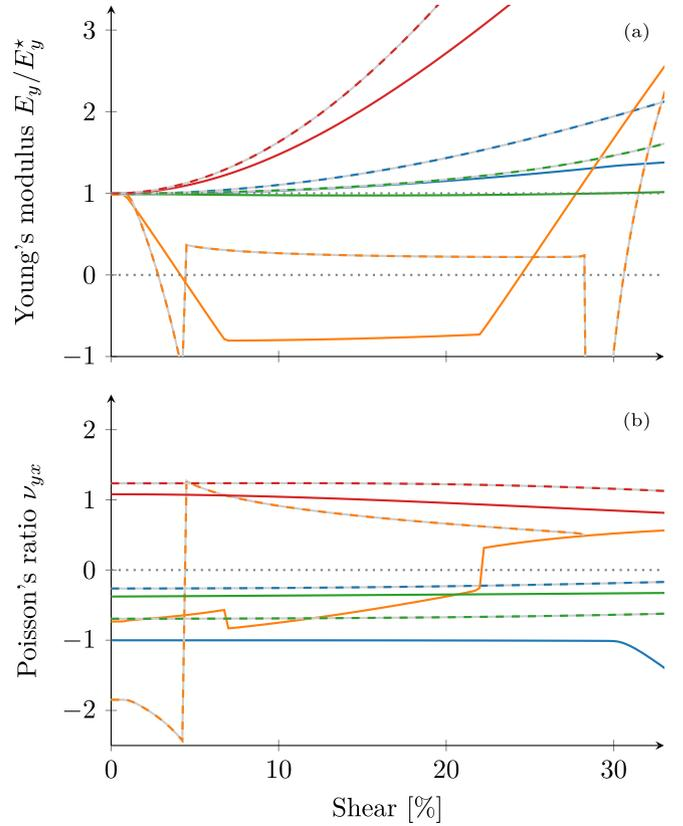 3
2
1
0
−1
Young's modulus E_y/E_y^⋆
(a)
2
1
0
−1
−2
Poisson's ratio ν_yx
(b)
0 10 20 30
Shear [%]